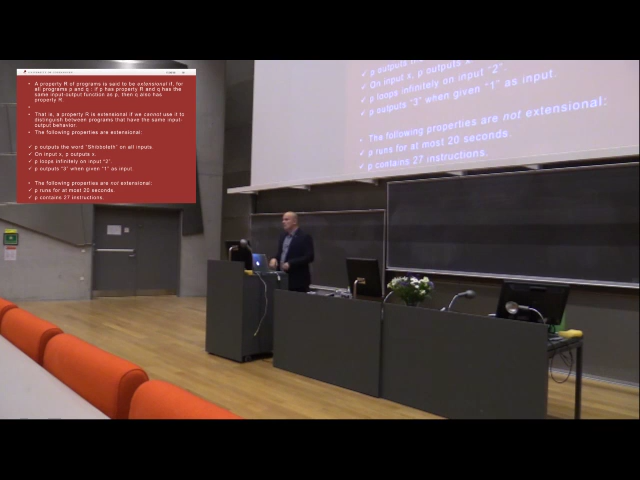 • A property R of programs is said to be extensional if, for
all programs p and q : if p has property R and q has the
same input-output function as p, then q also has
property R.
•
• That is, a property R is extensional if we cannot use it to
distinguish between programs that have the same input-
output behavior.
• The following properties are extensional:
✓ p outputs the word "Shibooleth" on all inputs
✓ On input x, p outputs x.
✓ p loops infinitely on input "2"
✓ p outputs "3" when given "1" as input.
• The following properties are not extensional:
✓ p runs for at most 20 seconds.
✓ p contains 27 instructions.
✓ p outputs
✓ On input x, p outputs x.
✓ p loops infinitely on input "2"
✓ p outputs "3" when given "1" as input.
• The following properties are not extensional:
✓ p runs for at most 20 seconds.
✓ p contains 27 instructions.